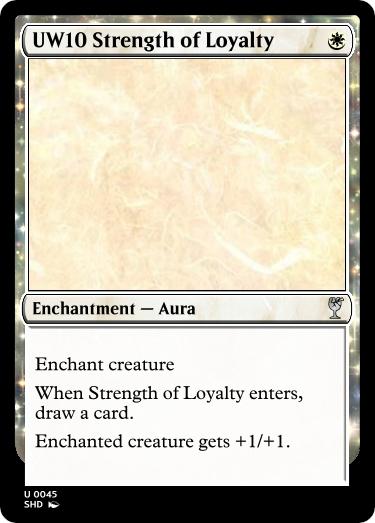 UW10 Strength of Loyalty
Enchantment — Aura
Enchant creature
When Strength of Loyalty enters,
draw a card.
Enchanted creature gets +1/+1.
U 0045
SHD